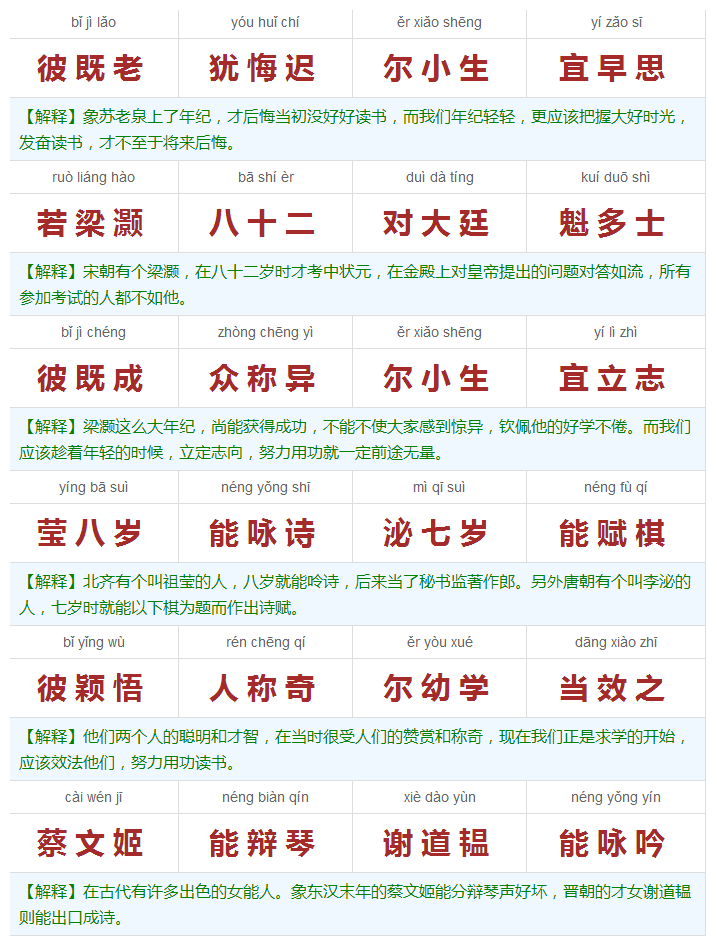 bǐ jì lǎo yóu huǐ chí ěr xiǎo shēng yí zǎo sī
彼既老 犹悔迟 尔小生 宜早思
【解释】象苏老泉上了年纪，才后悔当初没好好读书，而我们年纪轻轻，更应该把握大好时光，
发奋读书，才不至于将来后悔。
ruò liáng hào bā shí èr duì dà tíng kuí duō shì
若梁灏 八十二 对大廷 魁多士
【解释】宋朝有个梁灏，在八十二岁时才考中状元，在金殿上对皇帝提出的问题对答如流，所有
参加考试的人都不如他。
bǐ jì chéng zhòng chēng yì ěr xiǎo shēng yí lì zhì
彼既成 众称异 尔小生 宜立志
【解释】梁灏这么大年纪，尚能获得成功，不能不使大家感到惊异，钦佩他的好学不倦。而我们
应该趁着年轻的时候，立定志向，努力用功就一定前途无量。
yíng bā suì néng yǒng shī mì qī suì néng fù qí
莹八岁 能咏诗 泌七岁 能赋棋
【解释】北齐有个叫祖莹的人，八岁就能吟诗，后来当了秘书监著作郎。另外唐朝有个叫李泌的
人，七岁时就能以下棋为题而作出诗赋。
bǐ yǐng wù rén chēng qí ěr yòu xué dāng xiào zhī
彼颖悟 人称奇 尔幼学 当效之
【解释】他们两个人的聪明和才智，在当时很受人们的赞赏和称奇，现在我们正是求学的开始，
应该效法他们，努力用功读书。
cài wén jī néng biàn qín xiè dào yùn néng yǒng yín
蔡文姬 能辩琴 谢道韫 能咏吟
【解释】在古代有许多出色的女能人。象东汉末年的蔡文姬能分辩琴声好坏，晋朝的才女谢道韫
则能出口成诗。